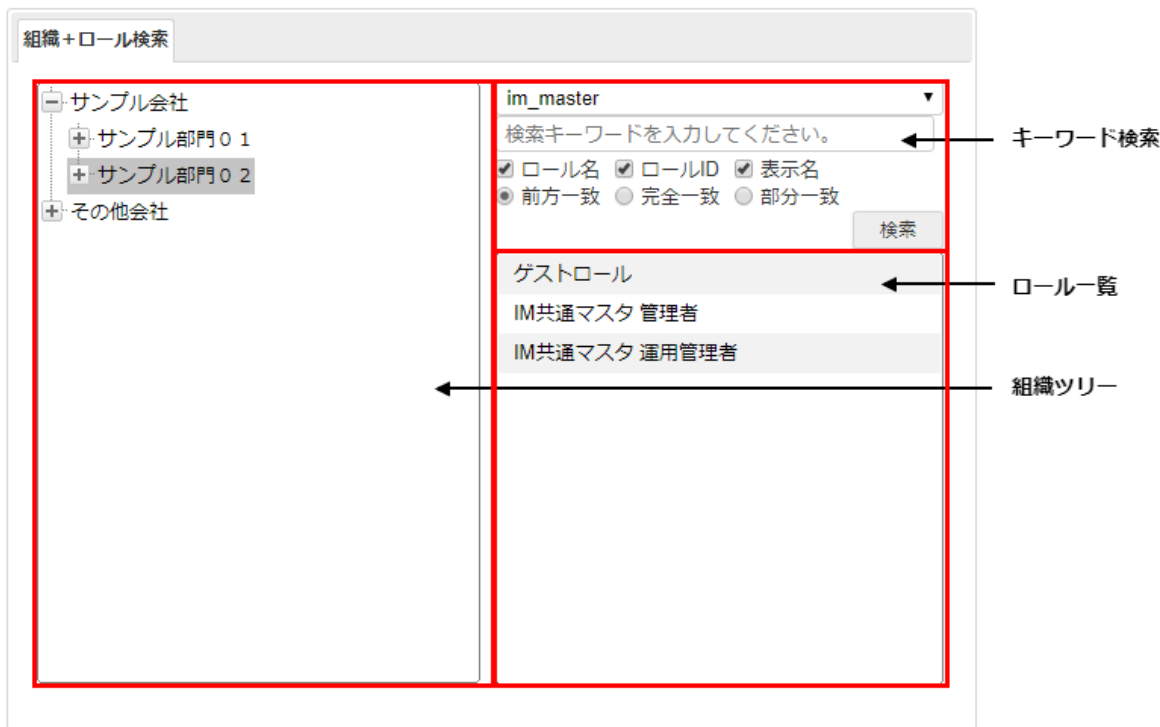 組織+ロール検索
サンプル会社
サンプル部門01
サンプル部門02
その他会社
im_master
検索キーワードを入力してください。
ロール名 ロールID 表示名
前方一致 完全一致 部分一致
検索
ゲストロール
IM共通マスタ 管理者
IM共通マスタ 運用管理者
キーワード検索
ロール一覧
組織ツリー